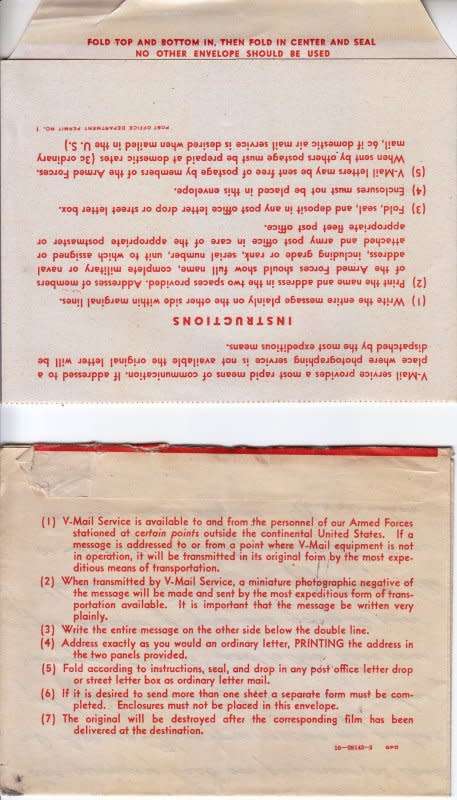 FOLD TOP AND BOTTOM IN, THEN FOLD IN CENTER AND SEAL
NO OTHER ENVELOPE SHOULD BE USED
V-Mail service provides a most rapid means of communication. If addressed to a
place where photographing service is not available the original letter will be
dispatched by the most expeditious means.
INSTRUCTIONS
(1) Write the entire message plainly on the other side within marginal lines.
(2) Print the name and address in the two spaces provided. Addresses of members
of the Armed Forces should show full name, complete military or naval
address, including grade or rank, serial number, unit to which assigned or
attached and army post office in care of the appropriate postmaster or
appropriate fleet post office.
(3) Fold, seal, and deposit in any post office letter drop or street letter box.
(4) Enclosures must not be placed in this envelope.
(5) V-Mail letters may be sent free of postage by members of the Armed Forces.
When sent by others postage must be prepaid at domestic rates (3c ordinary
mail, 6c if domestic air mail service is desired when mailed in the U. S.)
POST OFFICE DEPARTMENT PERMIT NO. 1
(1) V-Mail Service is available to and from the personnel of our Armed Forces
stationed at certain points outside the continental United States. If a
message is addressed to or from a point where V-Mail equipment is not
in operation, it will be transmitted in its original form by the most expe-
ditious means of transportation.
(2) When transmitted by V-Mail Service, a miniature photographic negative of
the message will be made and sent by the most expeditious form of trans-
portation available. It is important that the message be written very
plainly.
(3) Write the entire message on the other side below the double line.
(4) Address exactly as you would an ordinary letter, PRINTING the address in
the two panels provided.
(5) Fold according to instructions, seal, and drop in any post office letter drop
or street letter box as ordinary letter mail.
(6) If it is desired to send more than one sheet a separate form must be com-
pleted. Enclosures must not be placed in this envelope.
(7) The original will be destroyed after the corresponding film has been
delivered at the destination.
16-28143-5 GPO